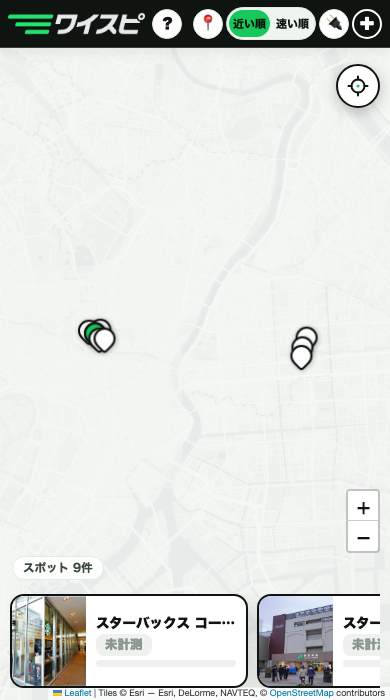 ワイスピ
?
近い順
速い順
+
−
スポット 9件
スターバックス コー…
未計測
スター
未計測
Leaflet | Tiles © Esri — Esri, DeLorme, NAVTEQ, © OpenStreetMap contributors